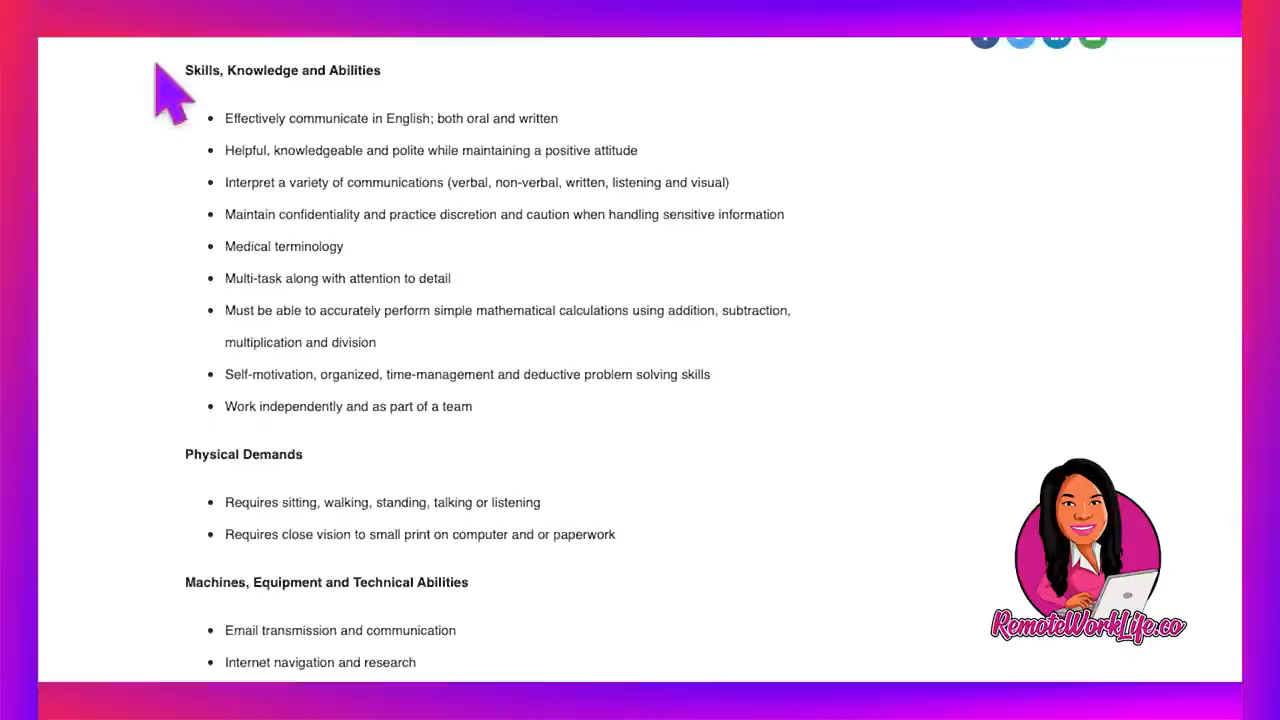 Skills, Knowledge and Abilities
Effectively communicate in English; both oral and written
Helpful, knowledgeable and polite while maintaining a positive attitude
Interpret a variety of communications (verbal, non-verbal, written, listening and visual)
Maintain confidentiality and practice discretion and caution when handling sensitive information
Medical terminology
Multi-task along with attention to detail
Must be able to accurately perform simple mathematical calculations using addition, subtraction,
multiplication and division
Self-motivation, organized, time-management and deductive problem solving skills
Work independently and as part of a team
Physical Demands
Requires sitting, walking, standing, talking or listening
Requires close vision to small print on computer and or paperwork
Machines, Equipment and Technical Abilities
Email transmission and communication
Internet navigation and research
RemoteWorkLife.co